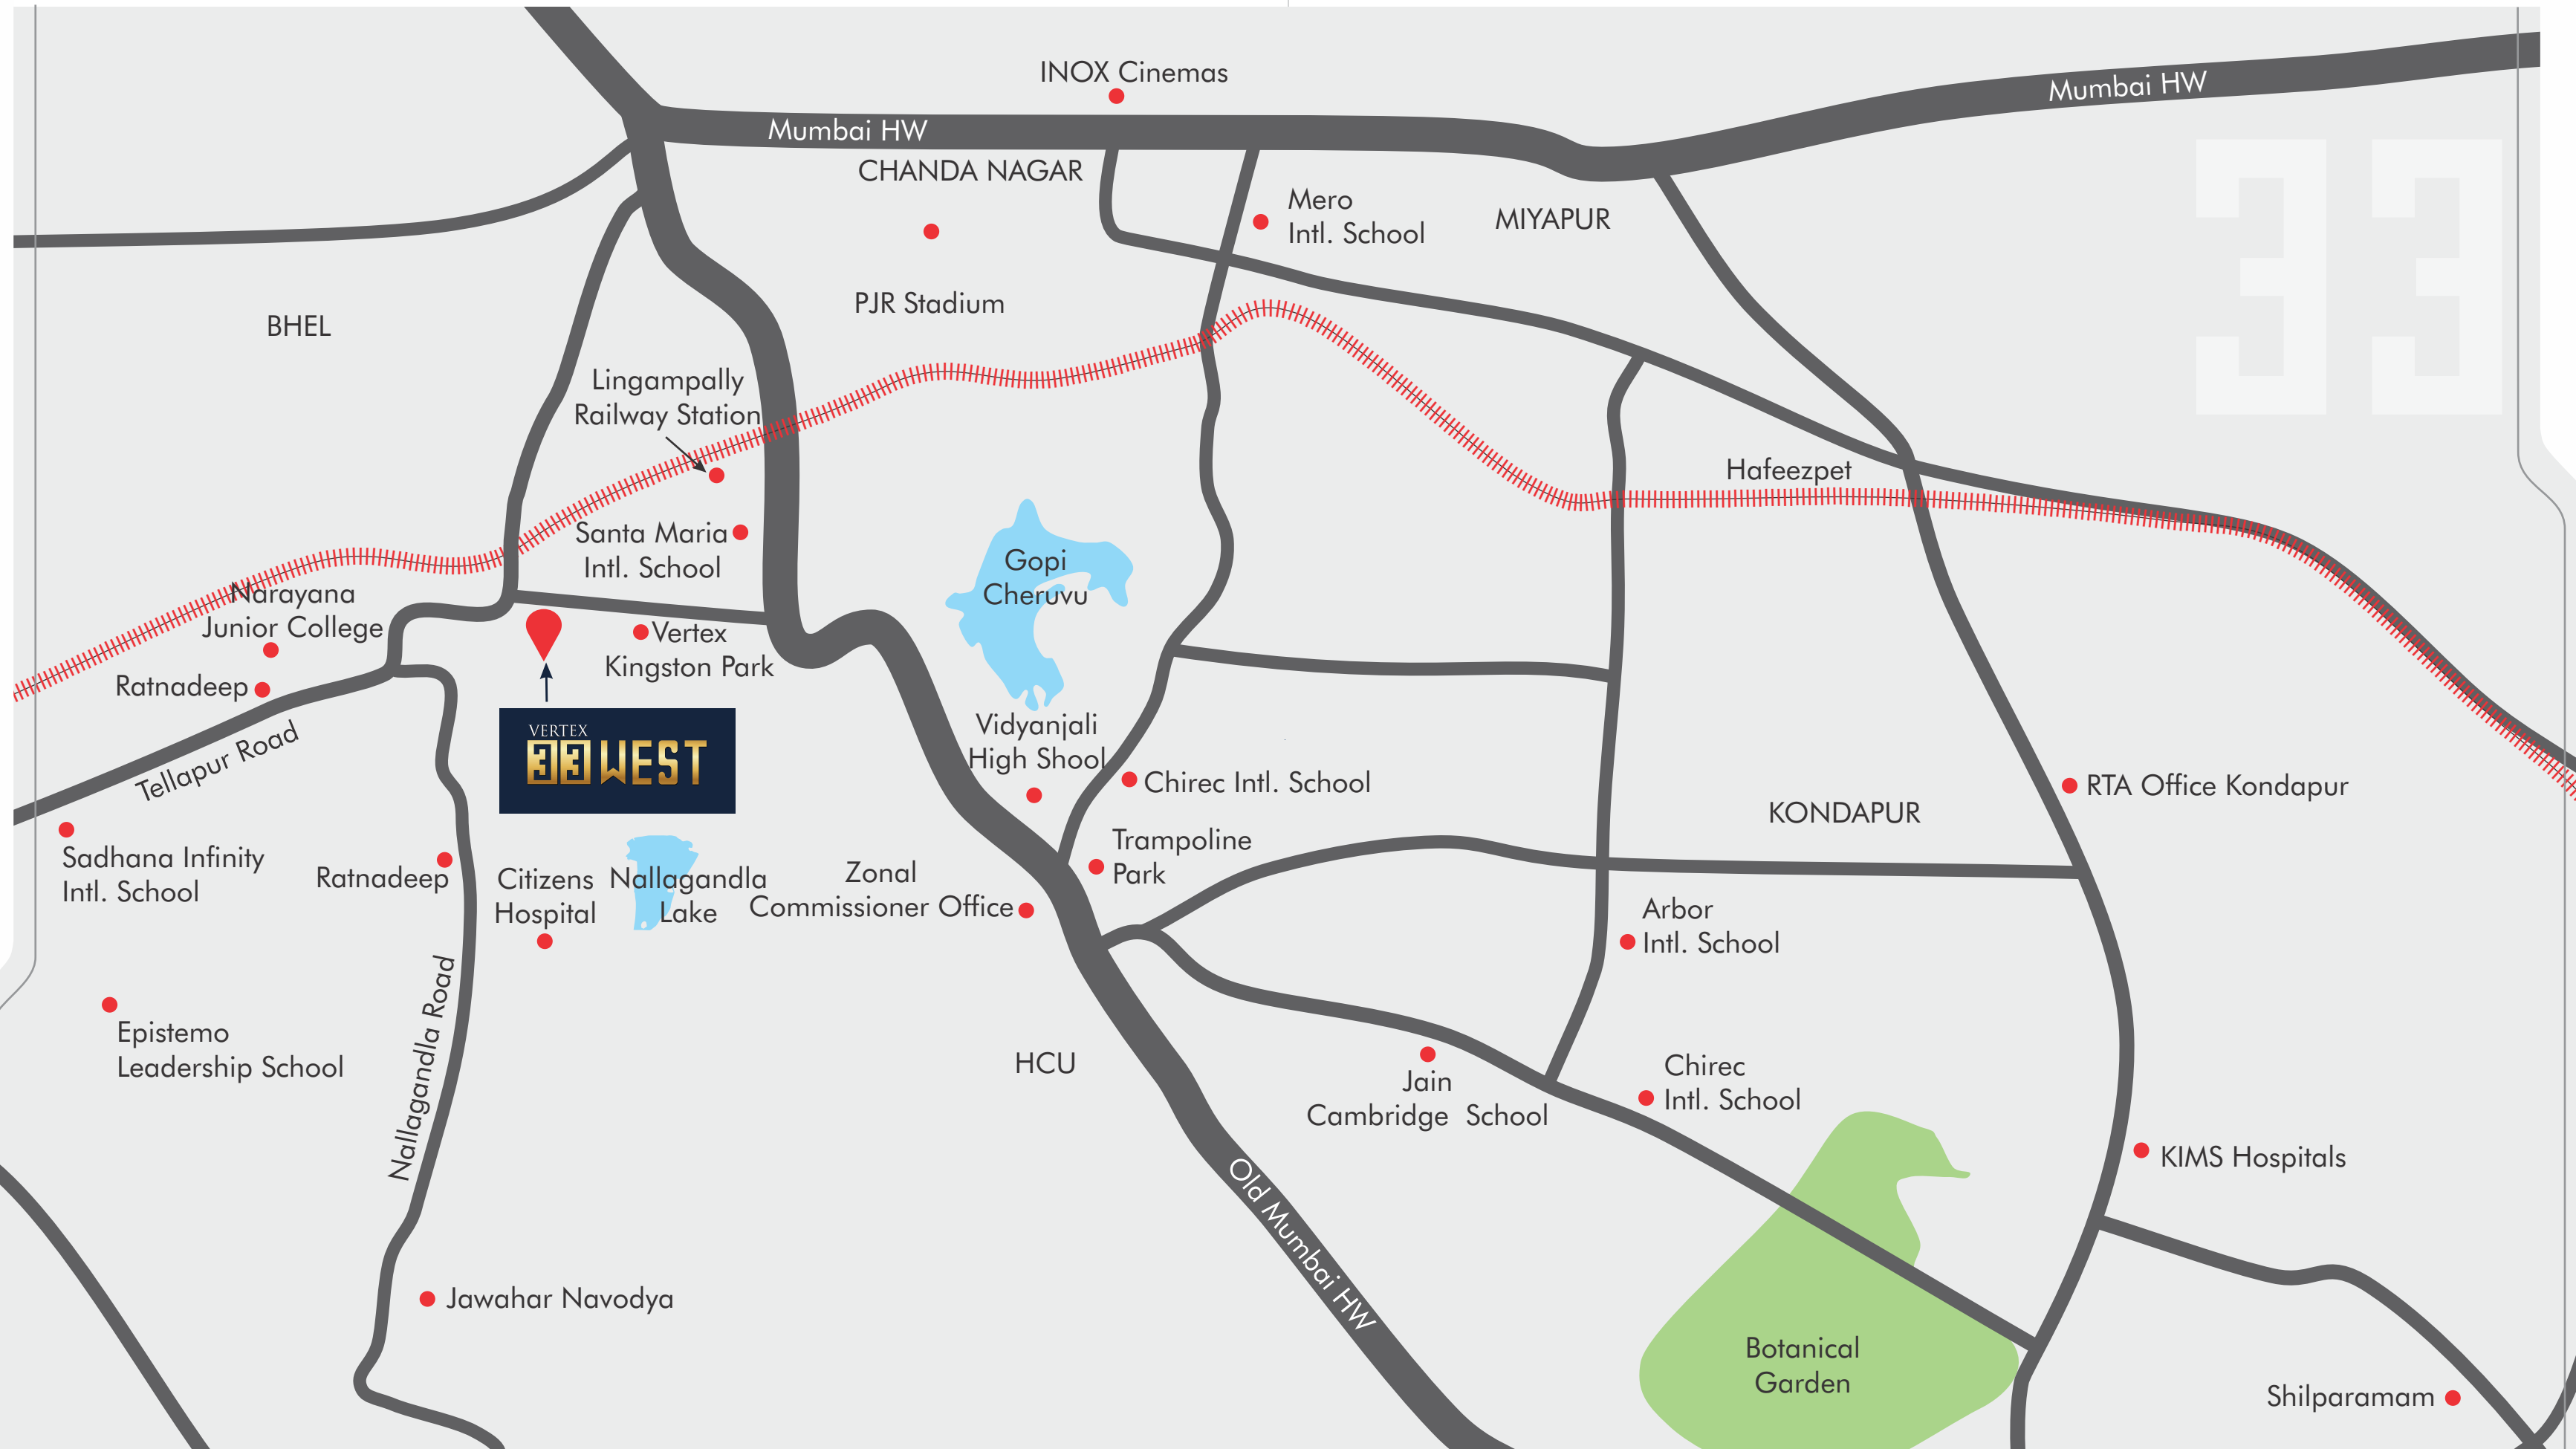 INOX Cinemas
Mumbai HW
Mumbai HW
CHANDA NAGAR
Mero
Intl. School
MIYAPUR
33
PJR Stadium
BHEL
Lingampally
Railway Station
Hafeezpet
Santa Maria
Intl. School
Gopi
Cheruvu
Narayana
Junior College
Vertex
Kingston Park
Ratnadeep
Tellapur Road
VERTEX
33 WEST
Vidyanjali
High Shool
Chirec Intl. School
RTA Office Kondapur
KONDAPUR
Trampoline
Park
Sadhana Infinity
Intl. School
Ratnadeep
Citizens
Hospital
Nallagandla
Lake
Zonal
Commissioner Office
Arbor
Intl. School
Epistemo
Leadership School
Nallagandla Road
HCU
Jain
Cambridge School
Chirec
Intl. School
KIMS Hospitals
Old Mumbai HW
Jawahar Navodya
Botanical
Garden
Shilparamam